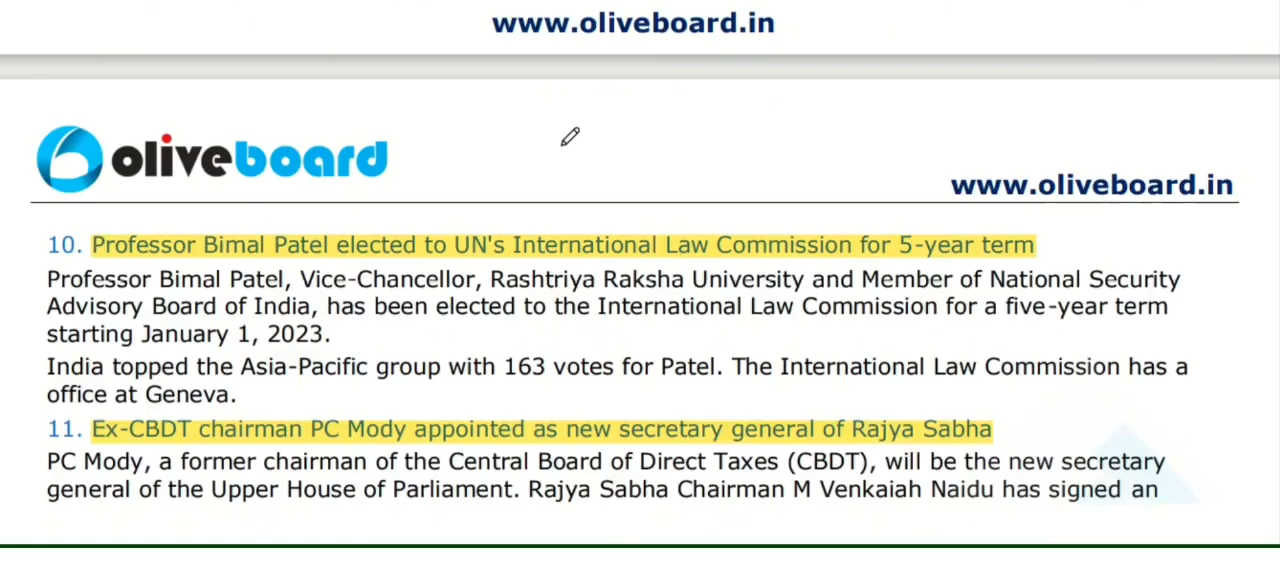 www.oliveboard.in
oliveboard
www.oliveboard.in
10. Professor Bimal Patel elected to UN's International Law Commission for 5-year term
Professor Bimal Patel, Vice-Chancellor, Rashtriya Raksha University and Member of National Security
Advisory Board of India, has been elected to the International Law Commission for a five-year term
starting January 1, 2023.
India topped the Asia-Pacific group with 163 votes for Patel. The International Law Commission has a
office at Geneva.
11. Ex-CBDT chairman PC Mody appointed as new secretary general of Rajya Sabha
PC Mody, a former chairman of the Central Board of Direct Taxes (CBDT), will be the new secretary
general of the Upper House of Parliament. Rajya Sabha Chairman M Venkaiah Naidu has signed an